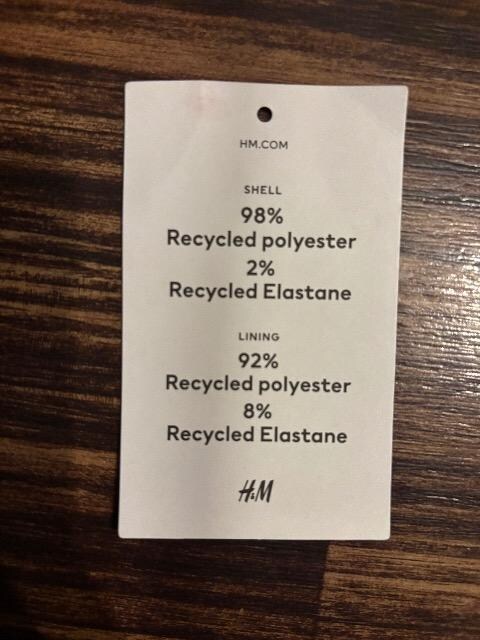 HM.COM
SHELL
98%
Recycled polyester
2%
Recycled Elastane
LINING
92%
Recycled polyester
8%
Recycled Elastane
H&M